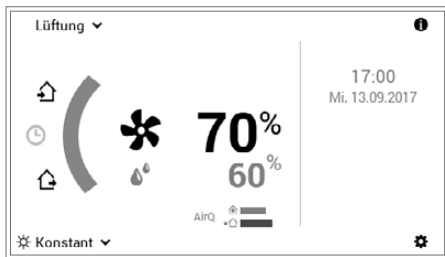 Lüftung
17:00
Mi, 13.09.2017
70%
60%
AirQ
Konstant